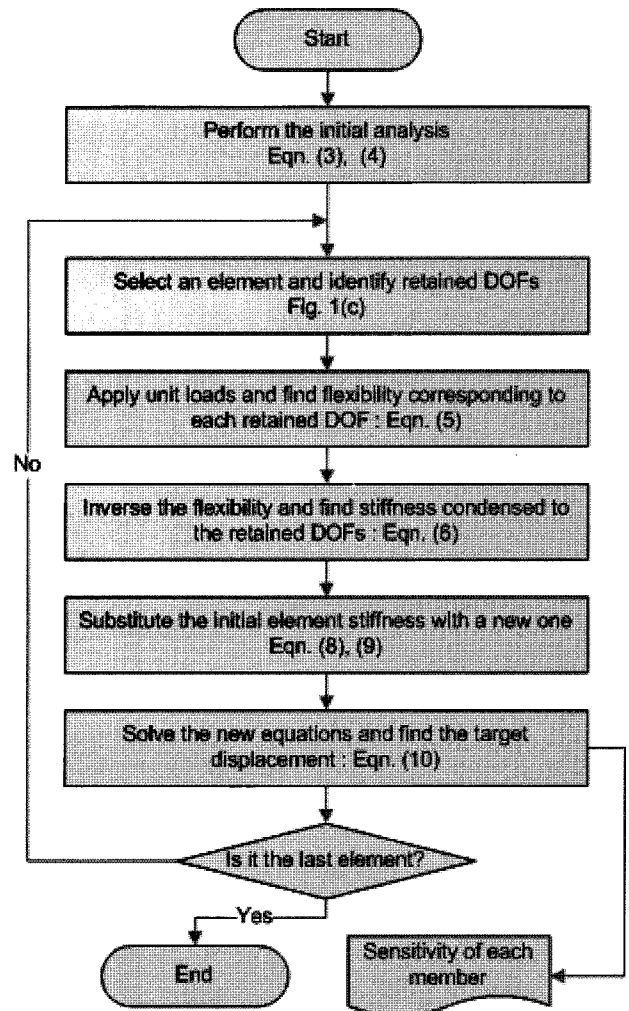 Start
Perform the initial analysis
Eqn. (3), (4)
Select an element and identify retained DOFs
Fig. 1(c)
Apply unit loads and find flexibility corresponding to
each retained DOF : Eqn. (5)
No
Inverse the flexibility and find stiffness condensed to
the retained DOFs : Eqn. (6)
Substitute the initial element stiffness with a new one
Eqn. (8), (9)
Solve the new equations and find the target
displacement : Eqn. (10)
Is it the last element?
Yes
End
Sensitivity of each
member